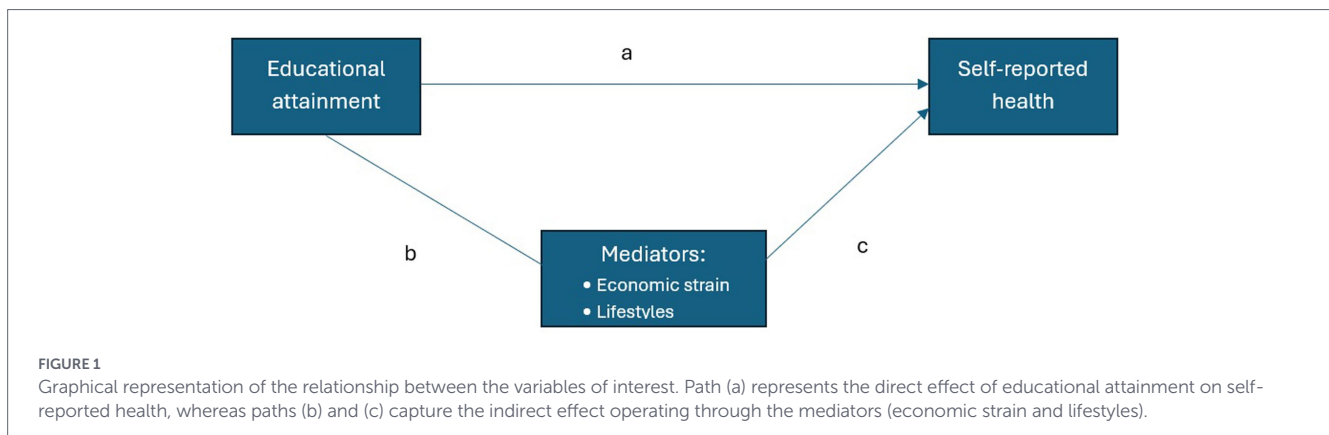 a
Educational
attainment
Self-reported
health
b
c
Mediators:
• Economic strain
• Lifestyles
FIGURE 1
Graphical representation of the relationship between the variables of interest. Path (a) represents the direct effect of educational attainment on self-
reported health, whereas paths (b) and (c) capture the indirect effect operating through the mediators (economic strain and lifestyles).